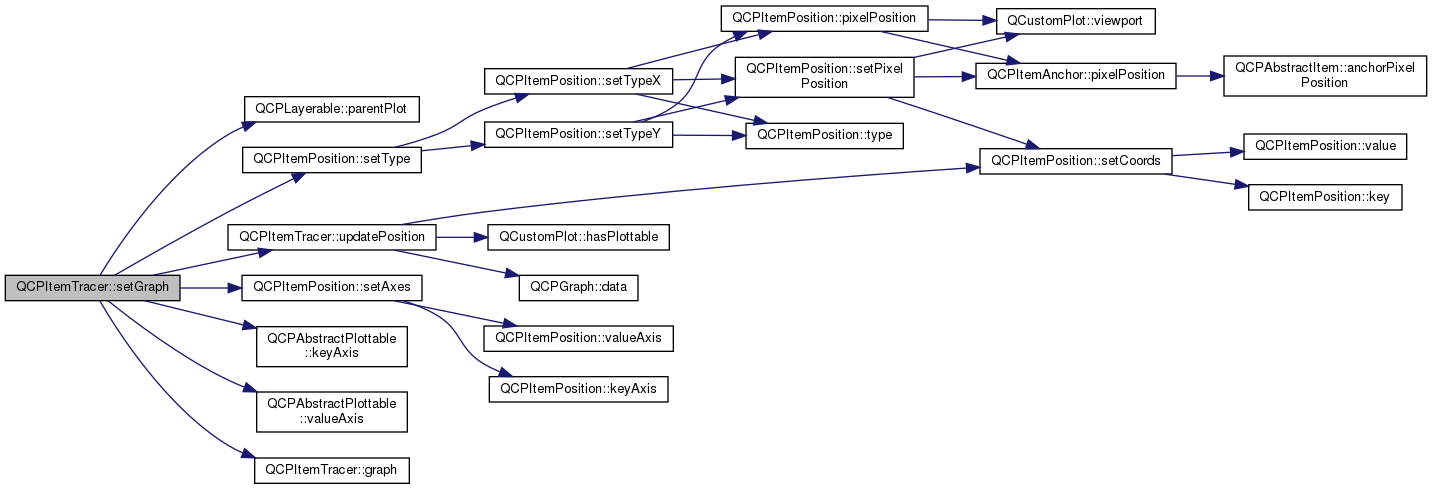 QCPItemTracer::setGraph
QCPLayerable::parentPlot
QCPItemPosition::setType
QCPItemTracer::updatePosition
QCPItemPosition::setAxes
QCPAbstractPlottable
::keyAxis
QCPAbstractPlottable
::valueAxis
QCPItemTracer::graph
QCPItemPosition::setTypeX
QCPItemPosition::setTypeY
QCustomPlot::hasPlottable
QCPGraph::data
QCPItemPosition::valueAxis
QCPItemPosition::keyAxis
QCPItemPosition::pixelPosition
QCPItemPosition::setPixel
Position
QCPItemPosition::type
QCustomPlot::viewport
QCPItemAnchor::pixelPosition
QCPItemPosition::setCoords
QCPAbstractItem::anchorPixel
Position
QCPItemPosition::value
QCPItemPosition::key